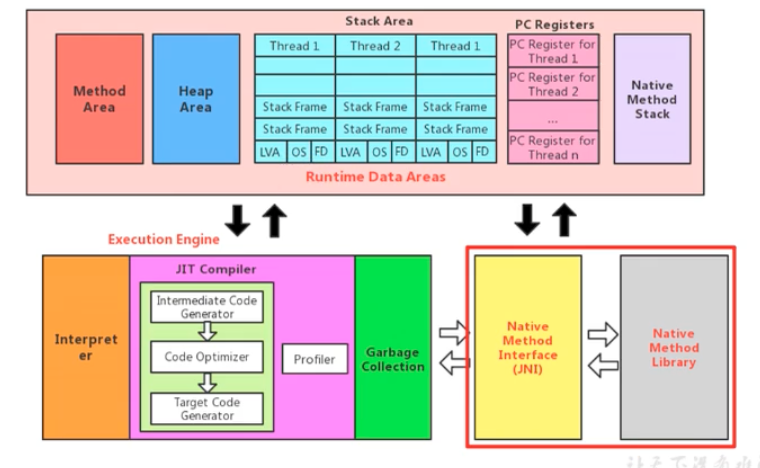 Stack Area
PC Registers
Method
Area
Heap
Area
Thread 1
Thread 2
Thread 1
Stack Frame
Stack Frame
Stack Frame
Stack Frame
Stack Frame
Stack Frame
LVA
OS
FD
LVA
OS
FD
LVA
OS
FD
PC Register for
Thread 1
PC Register for
Thread 2
...
PC Register for
Thread n
Native
Method
Stack
Runtime Data Areas
Execution Engine
Interpret
er
JIT Compiler
Intermediate Code
Generator
Code Optimizer
Target Code
Generator
Profiler
Garbage
Collection
Native
Method
Interface
(JNI)
Native
Method
Library